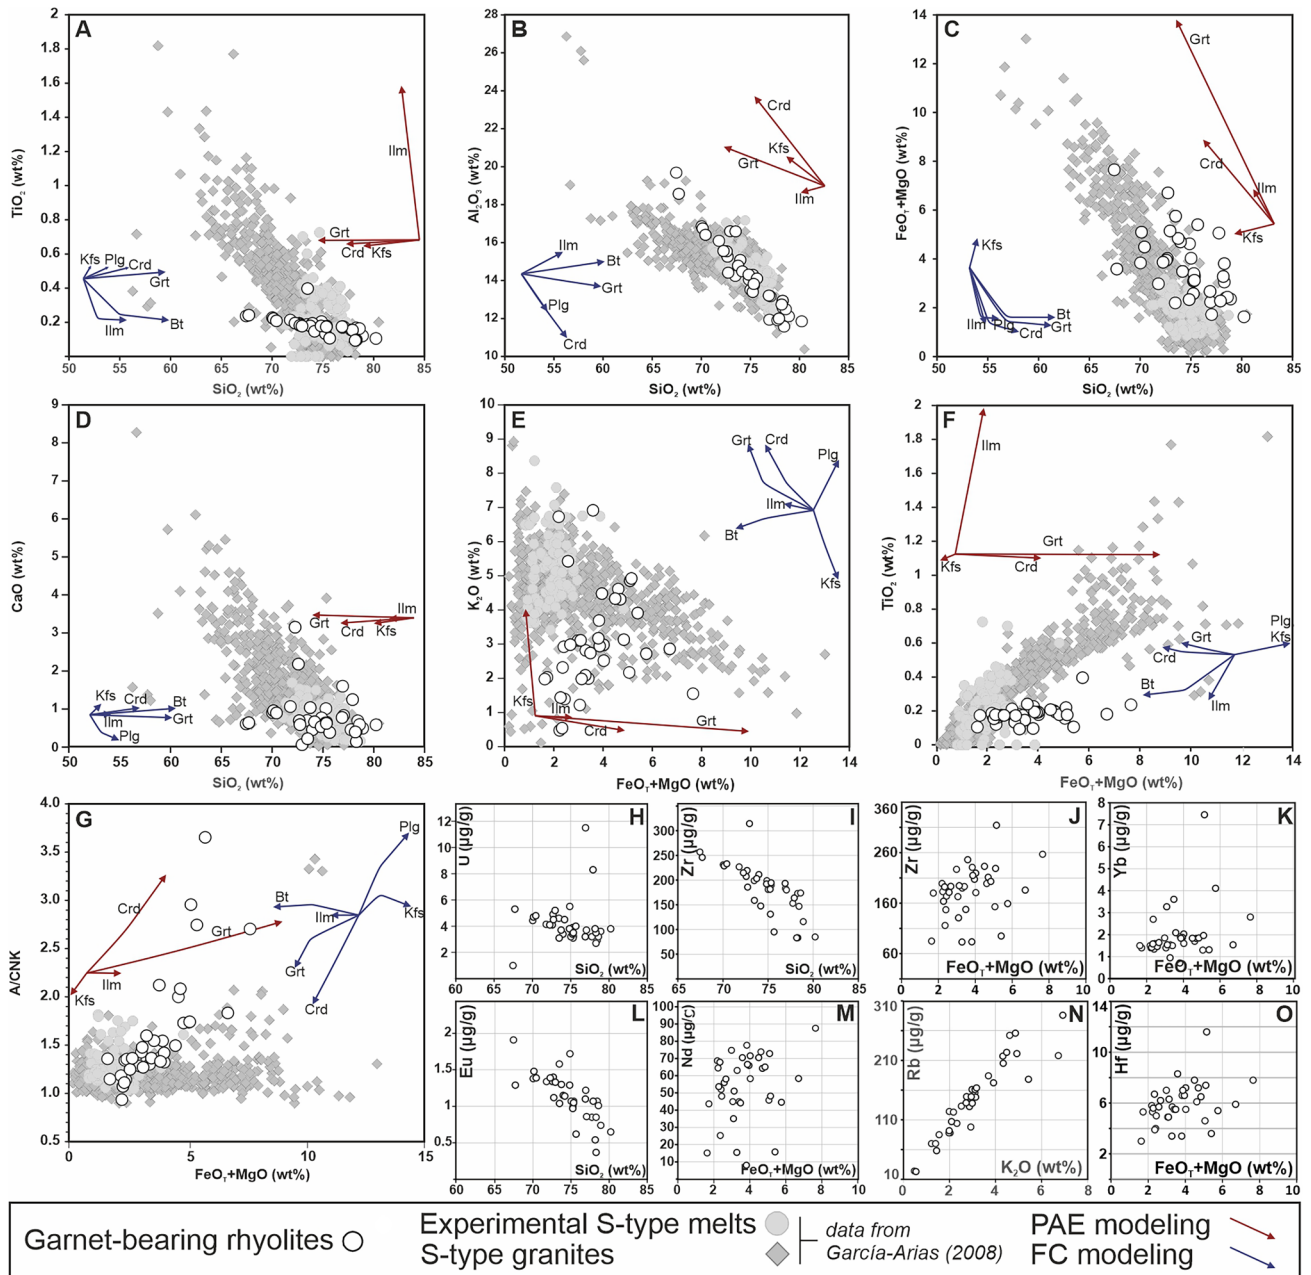 A
TiO₂ (wt%)
2
1.8
1.6
1.4
1.2
1
0.8
0.6
0.4
0.2
50 55 60 65 70 75 80 85
SiO₂ (wt%)
Ilm
Grt
Crd Kfs
Kfs Plg Crd
Grt
Ilm Bt
B
Al₂O₃ (wt%)
28
26
24
22
20
18
16
14
12
10
50 55 60 65 70 75 80 85
SiO₂ (wt%)
Crd
Kfs
Grt
Ilm
Ilm
Bt
Grt
Plg
Crd
C
FeOT+MgO (wt%)
14
12
10
8
6
4
2
0
50 55 60 65 70 75 80 85
SiO₂ (wt%)
Grt
Crd
Ilm
Kfs
Kfs
Ilm Plg Crd Grt
D
CaO (wt%)
9
8
7
6
5
4
3
2
1
0
50 55 60 65 70 75 80 85
SiO₂ (wt%)
Ilm
Grt
Crd Kfs
Kfs Crd Bt
Ilm Grt
Plg
E
K₂O (wt%)
10
9
8
7
6
5
4
3
2
1
0
0 2 4 6 8 10 12 14
FeOT+MgO (wt%)
Grt Crd
Plg
Ilm
Bt
Kfs
Kfs Ilm
Crd
Grt
F
TiO₂ (wt%)
2
1.8
1.6
1.4
1.2
1
0.8
0.6
0.4
0.2
0
0 2 4 6 8 10 12 14
FeOT+MgO (wt%)
Ilm
Grt
Kfs Crd
Plg
Grt Kfs
Crd
Bt
Ilm
G
A/CNK
4.0
3.5
3.0
2.5
2.0
1.5
1.0
0.5
0 5 10 15
FeOT+MgO (wt%)
Plg
Bt
Crd
Ilm Kfs
Grt
Grt
Ilm
Kfs
Crd
H
U (µg/g)
12
10
8
6
4
2
60 65 70 75 80 85
SiO₂ (wt%)
I
Zr (µg/g)
300
250
200
150
100
50
65 70 75 80 85
SiO₂ (wt%)
J
Zr (µg/g)
360
260
160
60
0 2 4 6 8 10
FeOT+MgO (wt%)
K
Yb (µg/g)
8
7
6
5
4
3
2
1
0
0 2 4 6 8 10
FeOT+MgO (wt%)
L
Eu (µg/g)
2
1.5
1
0.5
60 65 70 75 80 85
SiO₂ (wt%)
M
Nd (µg/g)
100
90
80
70
60
50
40
30
20
10
0 2 4 6 8 10
FeOT+MgO (wt%)
N
Rb (µg/g)
310
210
110
10
0 2 4 6 8
K₂O (wt%)
O
Hf (µg/g)
14
10
6
2
0 2 4 6 8 10
FeOT+MgO (wt%)
Garnet-bearing rhyolites
Experimental S-type melts
S-type granites
data from
García-Arias (2008)
PAE modeling
FC modeling